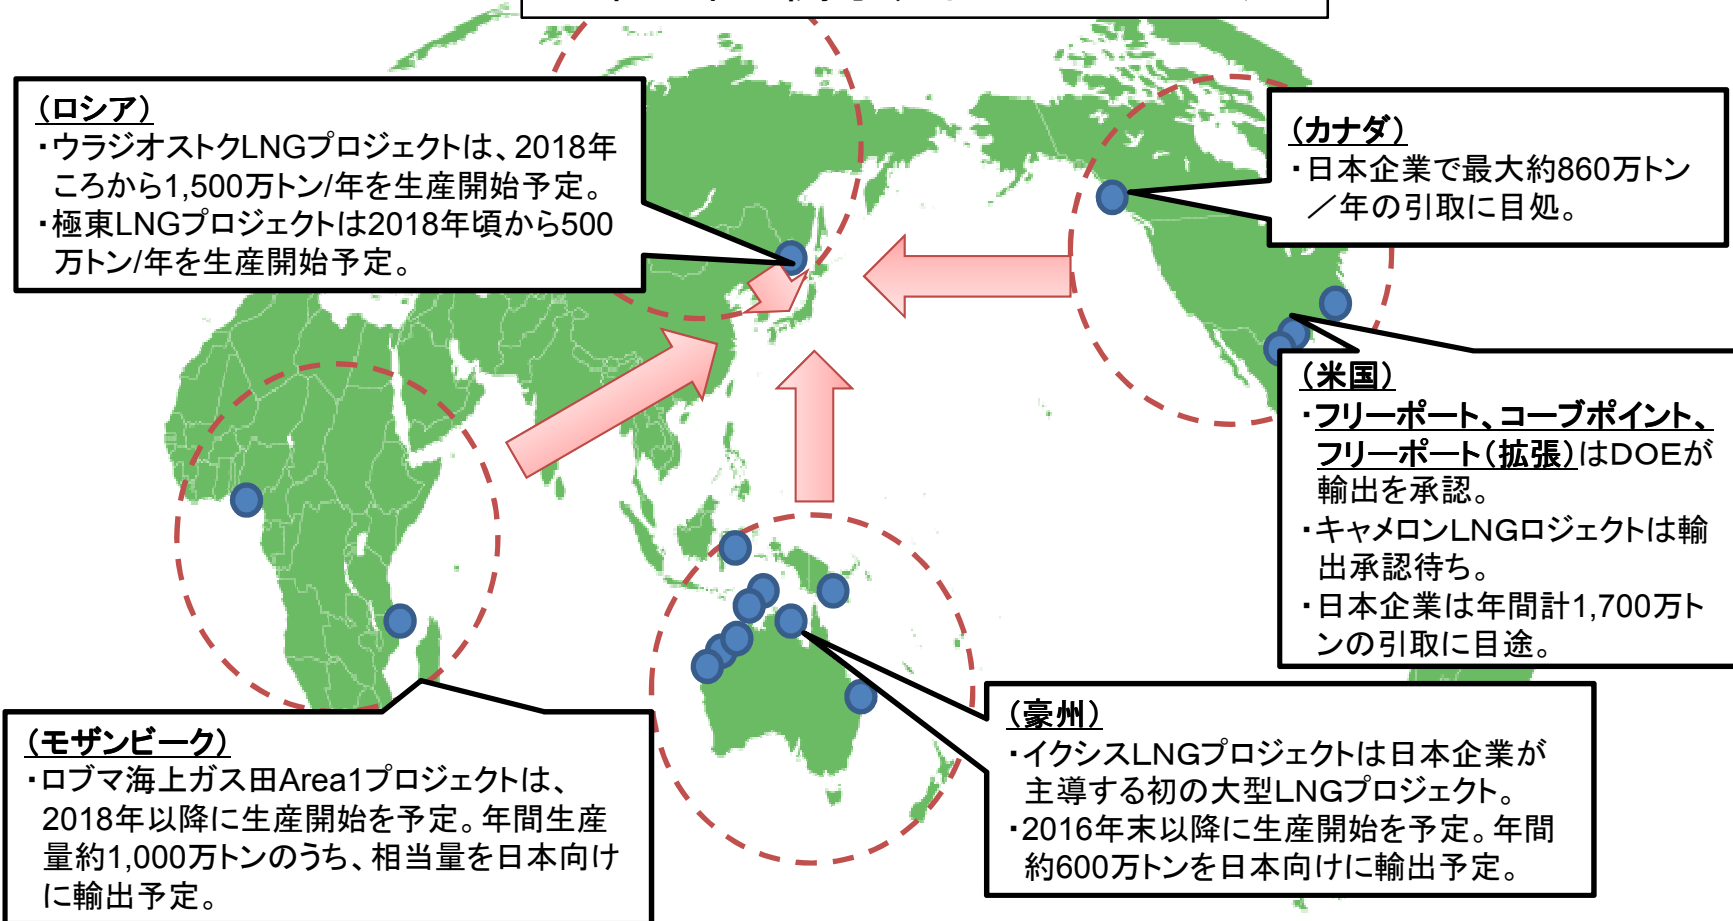 （ロシア）
・ウラジオストクLNGプロジェクトは、2018年
ころから1,500万トン/年を生産開始予定。
・極東LNGプロジェクトは2018年頃から500
万トン/年を生産開始予定。
（カナダ）
・日本企業で最大約860万トン
／年の引取に目処。
（米国）
・フリーポート、コーブポイント、
フリーポート（拡張）はDOEが
輸出を承認。
・キャメロンLNGロジェクトは輸
出承認待ち。
・日本企業は年間計1,700万ト
ンの引取に目途。
（豪州）
・イクシスLNGプロジェクトは日本企業が
主導する初の大型LNGプロジェクト。
・2016年末以降に生産開始を予定。年間
約600万トンを日本向けに輸出予定。
（モザンビーク）
・ロブマ海上ガス田Area1プロジェクトは、
2018年以降に生産開始を予定。年間生産
量約1,000万トンのうち、相当量を日本向け
に輸出予定。